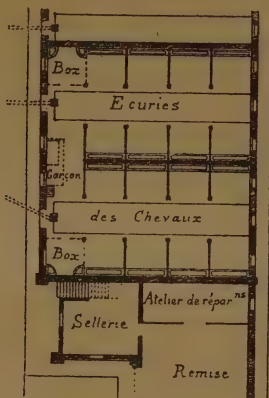 Box
Ecuries
Garçon
des Chevaux
Box
Atelier de répar^ns
Sellerie
Remise